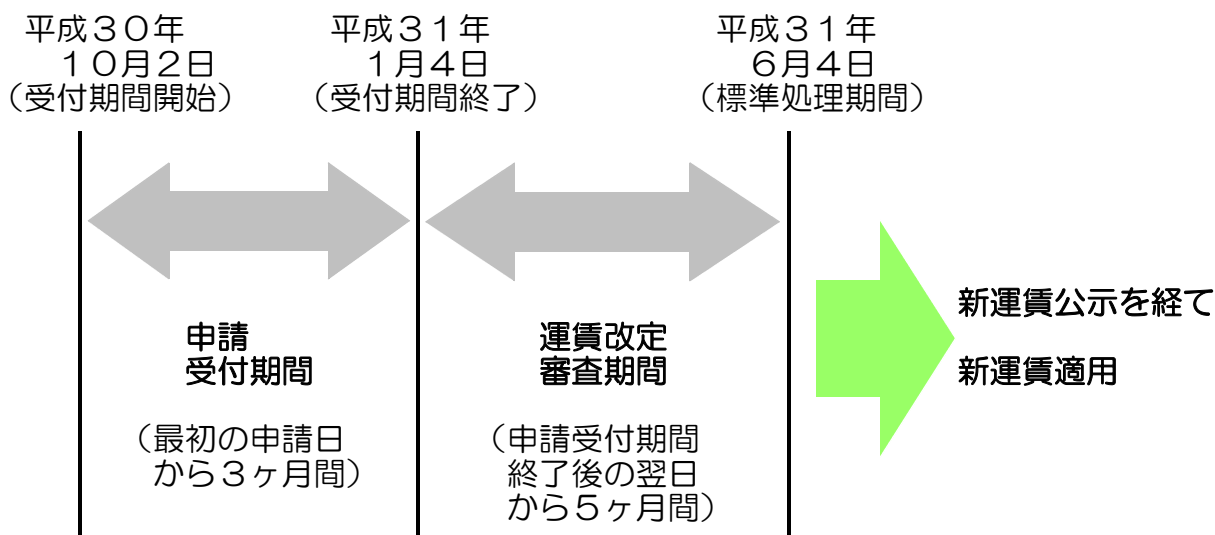 平成３０年
１０月２日
（受付期間開始）
平成３１年
１月４日
（受付期間終了）
平成３１年
６月４日
（標準処理期間）
申請
受付期間
（最初の申請日
から３ヶ月間）
運賃改定
審査期間
（申請受付期間
終了後の翌日
から５ヶ月間）
新運賃公示を経て
新運賃適用